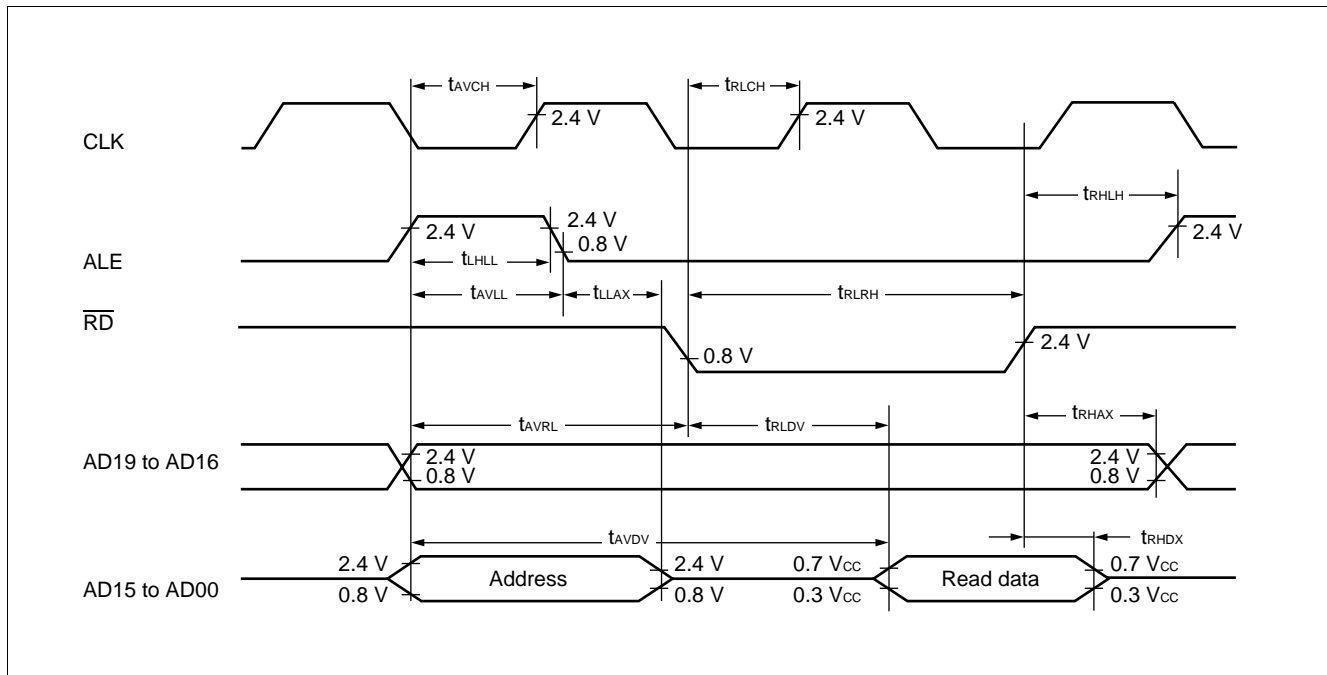 tAVCH
tRLCH
CLK
2.4 V
2.4 V
tRHLH
ALE
2.4 V
2.4 V
0.8 V
2.4 V
tLHLL
tAVLL
tLLAX
tRLRH
RD
0.8 V
2.4 V
tAVRL
tRLDV
tRHAX
AD19 to AD16
2.4 V
0.8 V
2.4 V
0.8 V
tAVDV
tRHDX
AD15 to AD00
2.4 V
0.8 V
Address
2.4 V
0.8 V
0.7 VCC
0.3 VCC
Read data
0.7 VCC
0.3 VCC